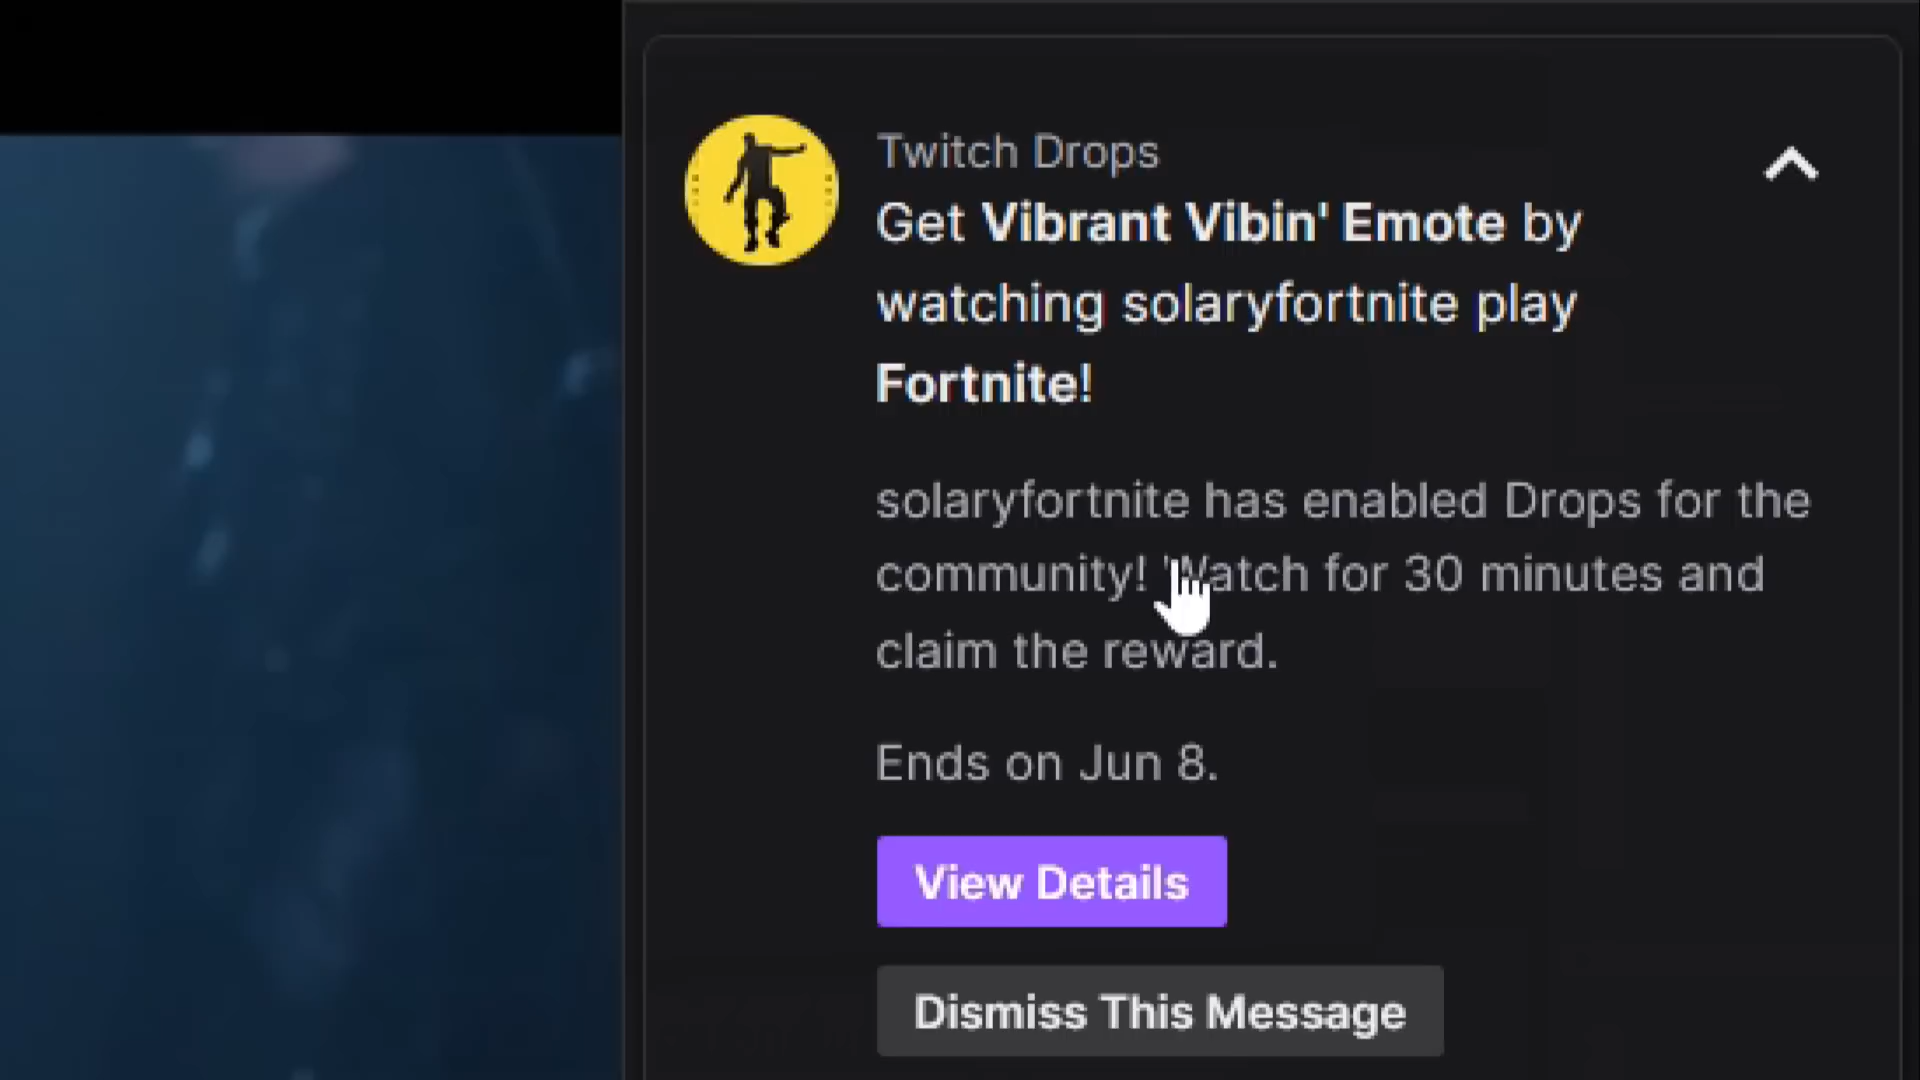 Twitch Drops
Get Vibrant Vibin' Emote by
watching solaryfortnite play
Fortnite!
solaryfortnite has enabled Drops for the
community! Watch for 30 minutes and
claim the reward.
Ends on Jun 8.
View Details
Dismiss This Message